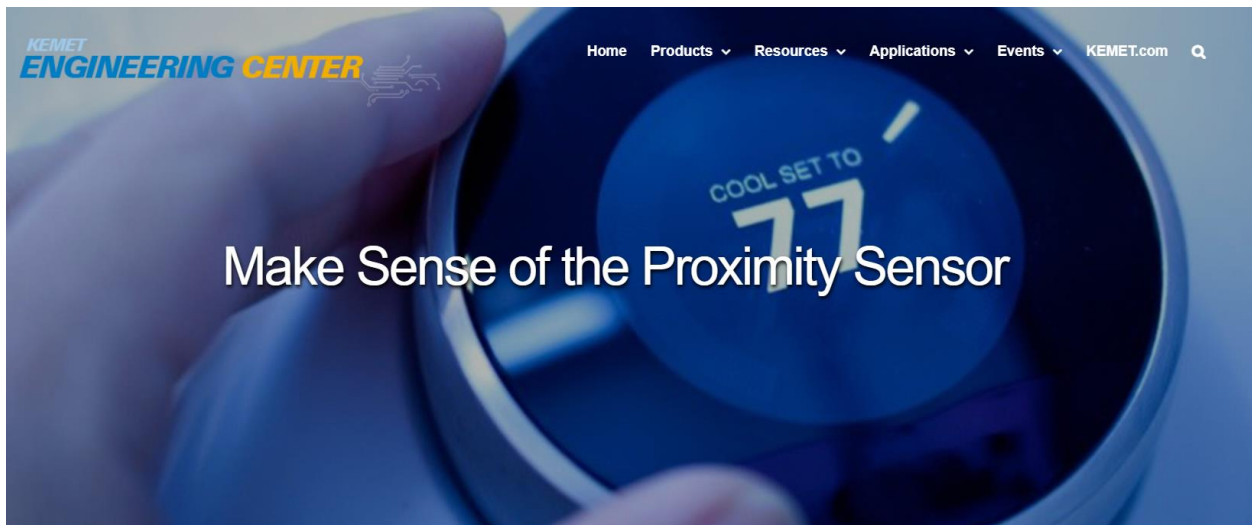 KEMET
ENGINEERING CENTER
Home Products Resources Applications Events KEMET.com
COOL SET TO
77
Make Sense of the Proximity Sensor